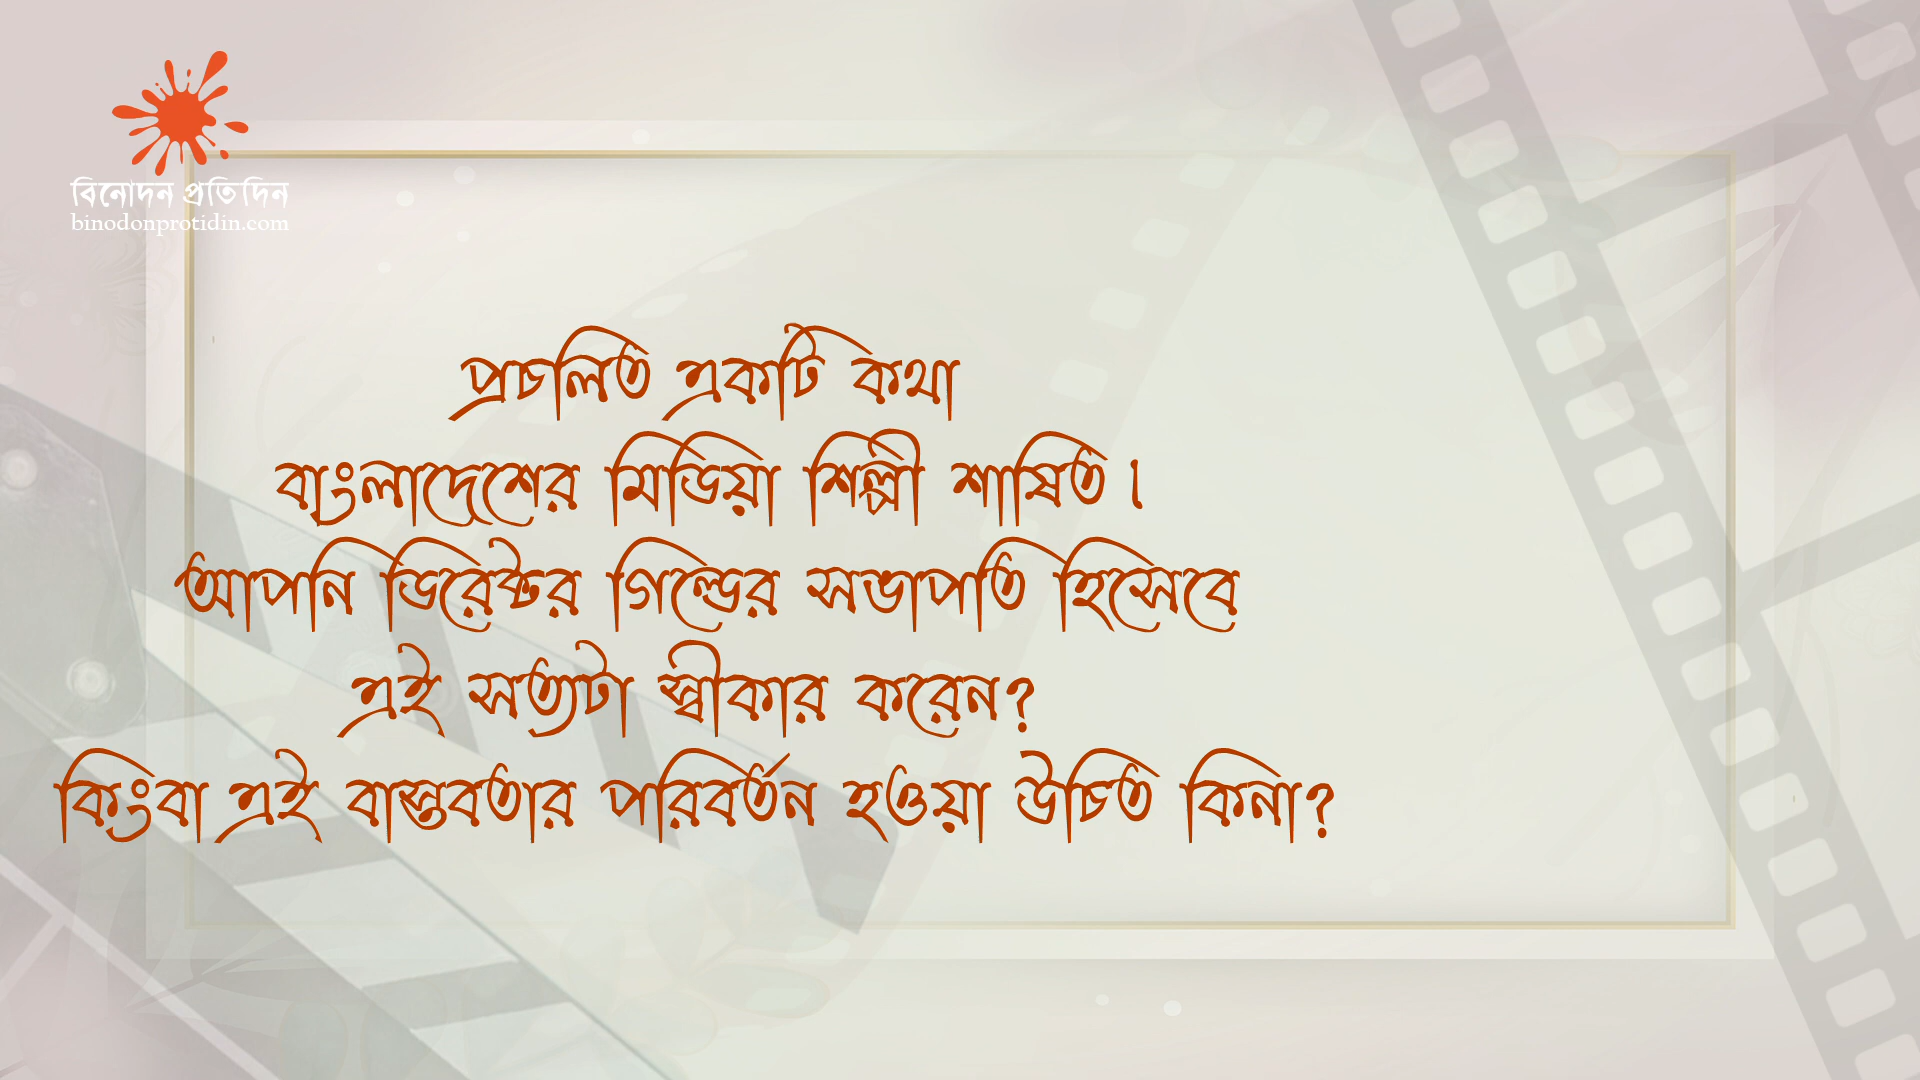 বিনোদন প্রতিদিন
binodonprotidin.com
প্রচলিত একটি কথা
বাংলাদেশের মিডিয়া শিল্পী শাষিত।
আপনি ডিরেক্টর গিল্ডের সভাপতি হিসেবে
এই সত্যটা স্বীকার করেন?
কিংবা এই বাস্তবতার পরিবর্তন হওয়া উচিত কিনা?